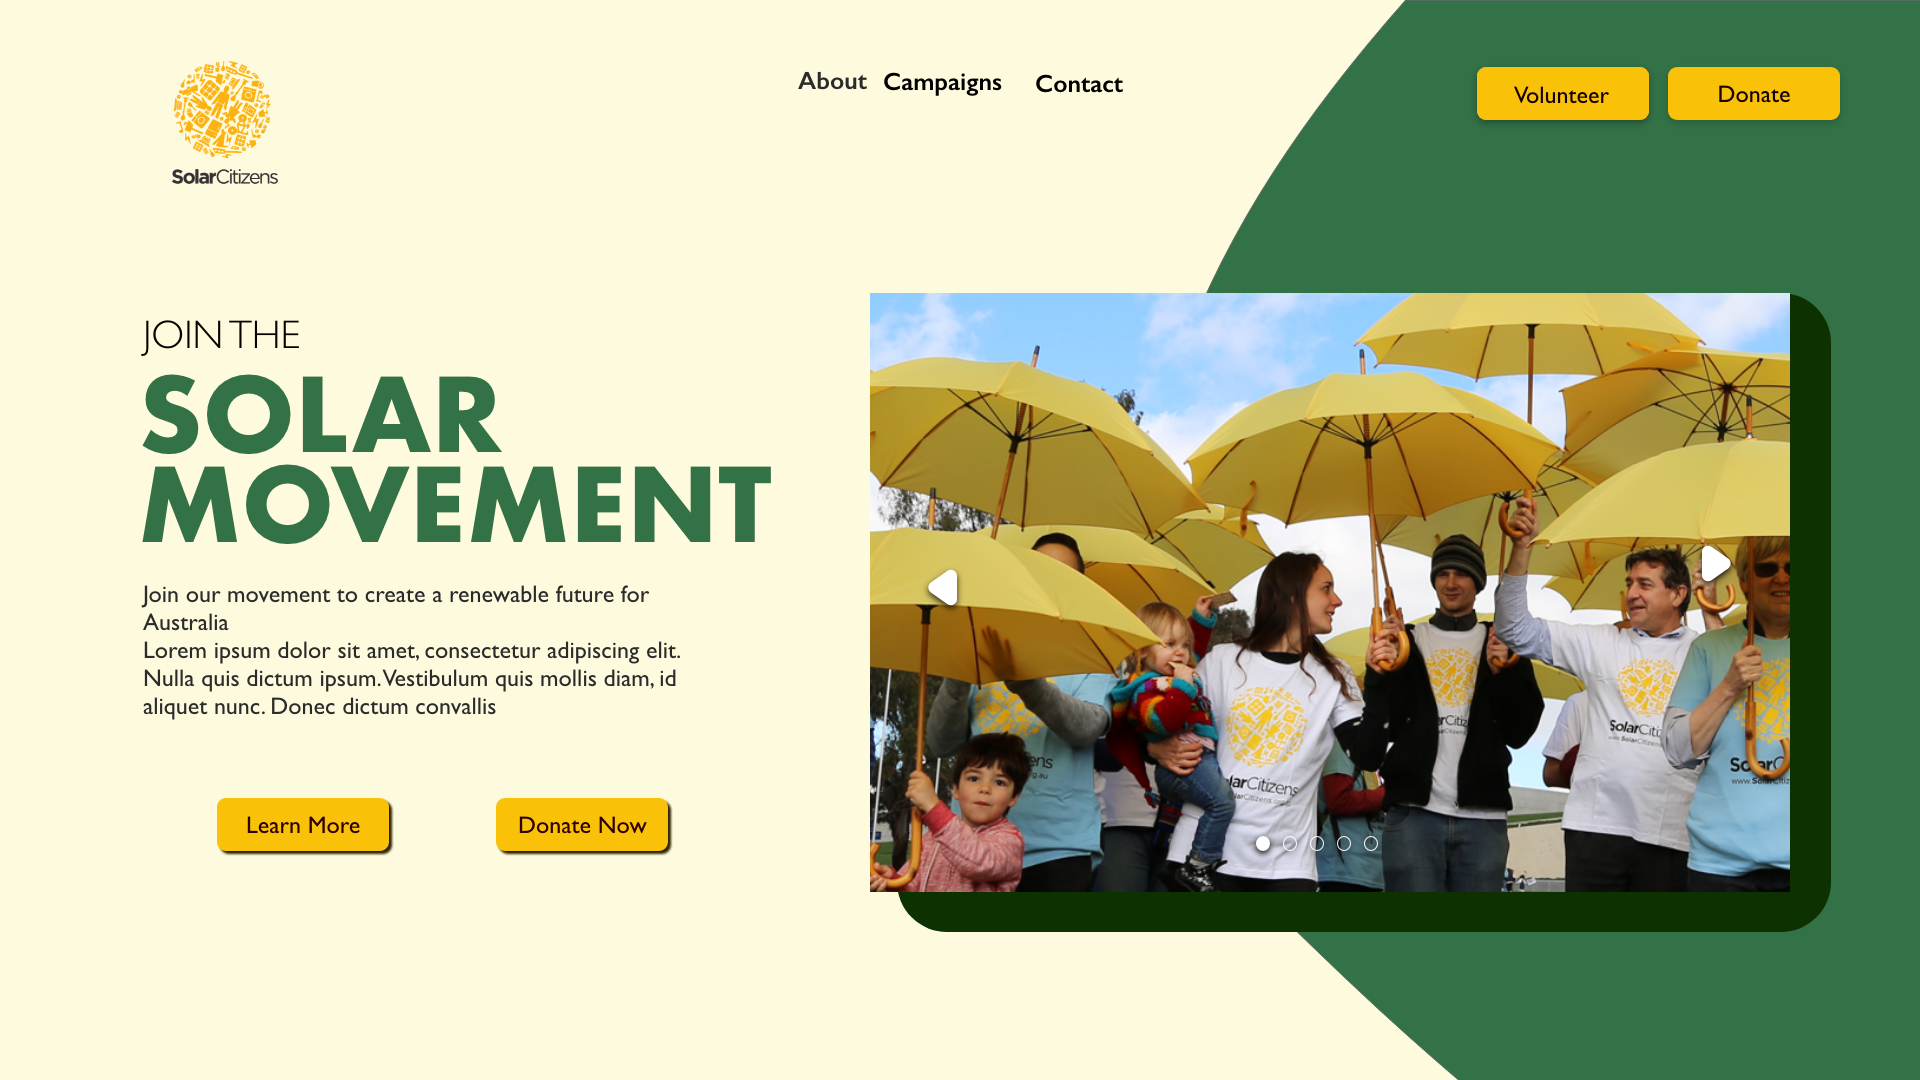 SolarCitizens
About Campaigns Contact
Volunteer
Donate
JOIN THE
SOLAR
MOVEMENT
Join our movement to create a renewable future for
Australia
Lorem ipsum dolor sit amet, consectetur adipiscing elit.
Nulla quis dictum ipsum. Vestibulum quis mollis diam, id
aliquet nunc. Donec dictum convallis
Learn More
Donate Now
larCitizens
SolarCiti